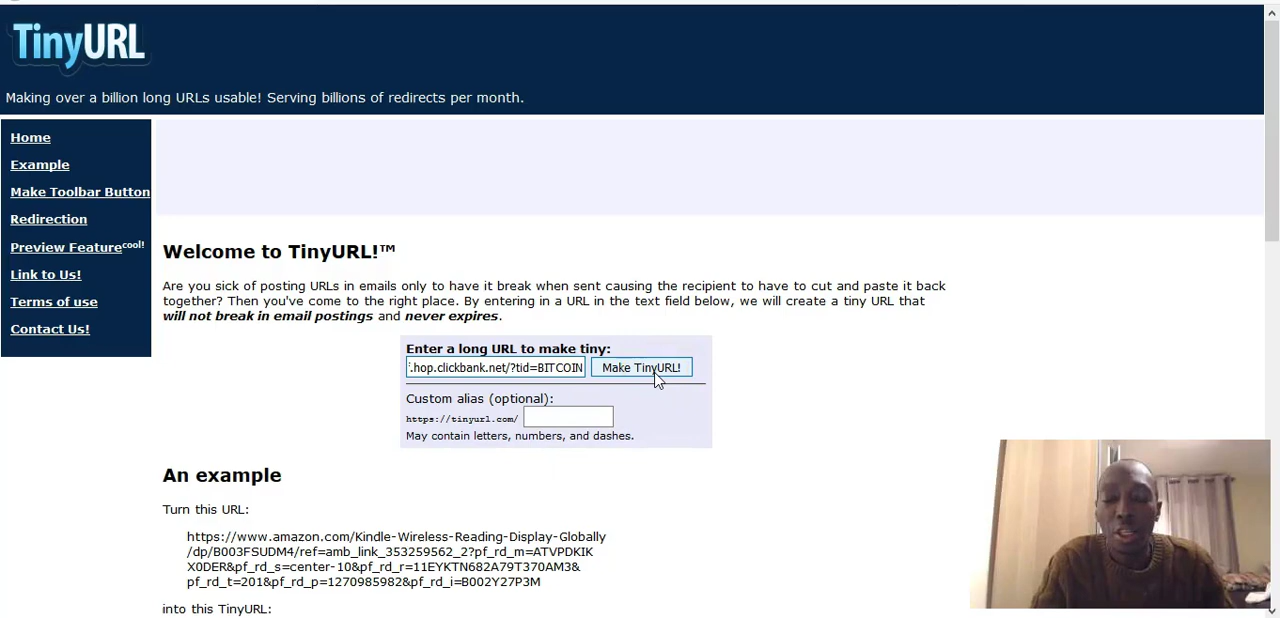 TinyURL
Making over a billion long URLs usable! Serving billions of redirects per month.
Home
Example
Make Toolbar Button
Redirection
Preview Featurecool!
Link to Us!
Terms of use
Contact Us!
Welcome to TinyURL!™
Are you sick of posting URLs in emails only to have it break when sent causing the recipient to have to cut and paste it back
together? Then you've come to the right place. By entering in a URL in the text field below, we will create a tiny URL that
will not break in email postings and never expires.
Enter a long URL to make tiny:
.hop.clickbank.net/?tid=BITCOIN Make TinyURL!
Custom alias (optional):
https://tinyurl.com/
May contain letters, numbers, and dashes.
An example
Turn this URL:
https://www.amazon.com/Kindle-Wireless-Reading-Display-Globally
/dp/B003FSUDM4/ref=amb_link_353259562_2?pf_rd_m=ATVPDKIK
X0DER&pf_rd_s=center-10&pf_rd_r=11EYKTN682A79T370AM3&
pf_rd_t=201&pf_rd_p=1270985982&pf_rd_i=B002Y27P3M
into this TinyURL: